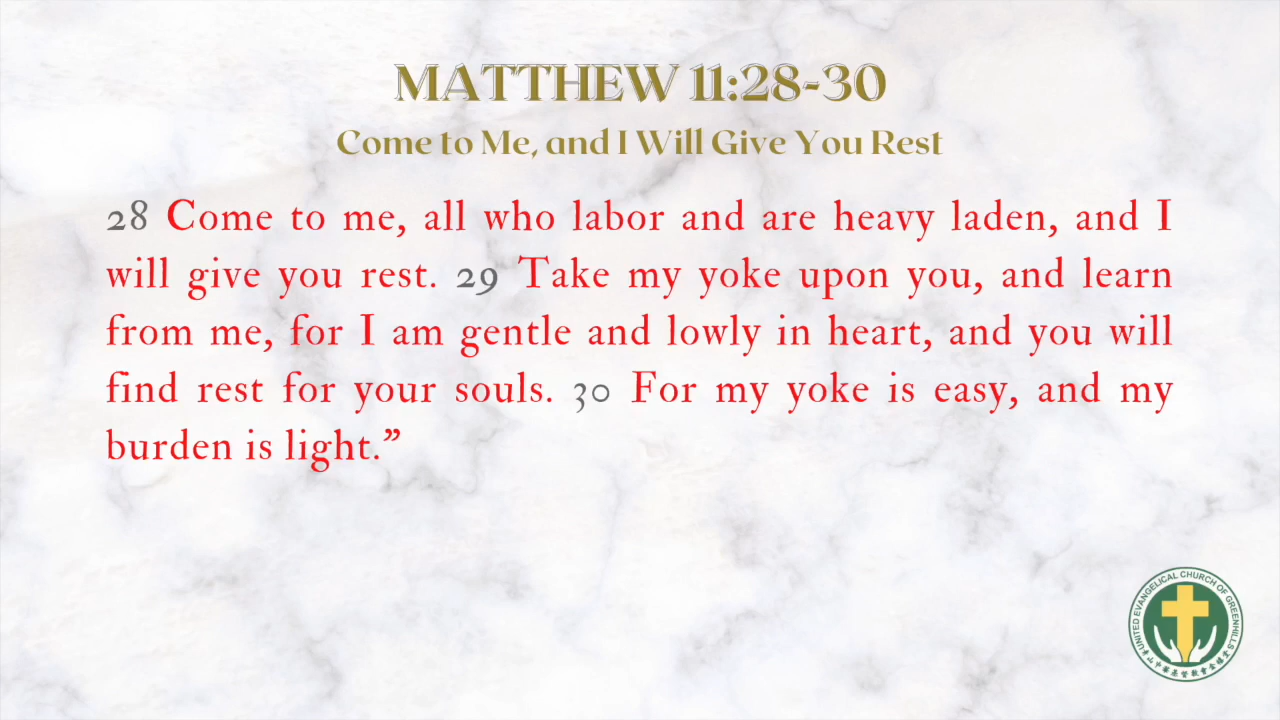 MATTHEW 11:28-30
Come to Me, and I Will Give You Rest
28 Come to me, all who labor and are heavy laden, and I
will give you rest. 29 Take my yoke upon you, and learn
from me, for I am gentle and lowly in heart, and you will
find rest for your souls. 30 For my yoke is easy, and my
burden is light.”
UNITED EVANGELICAL CHURCH OF GREENHILLS